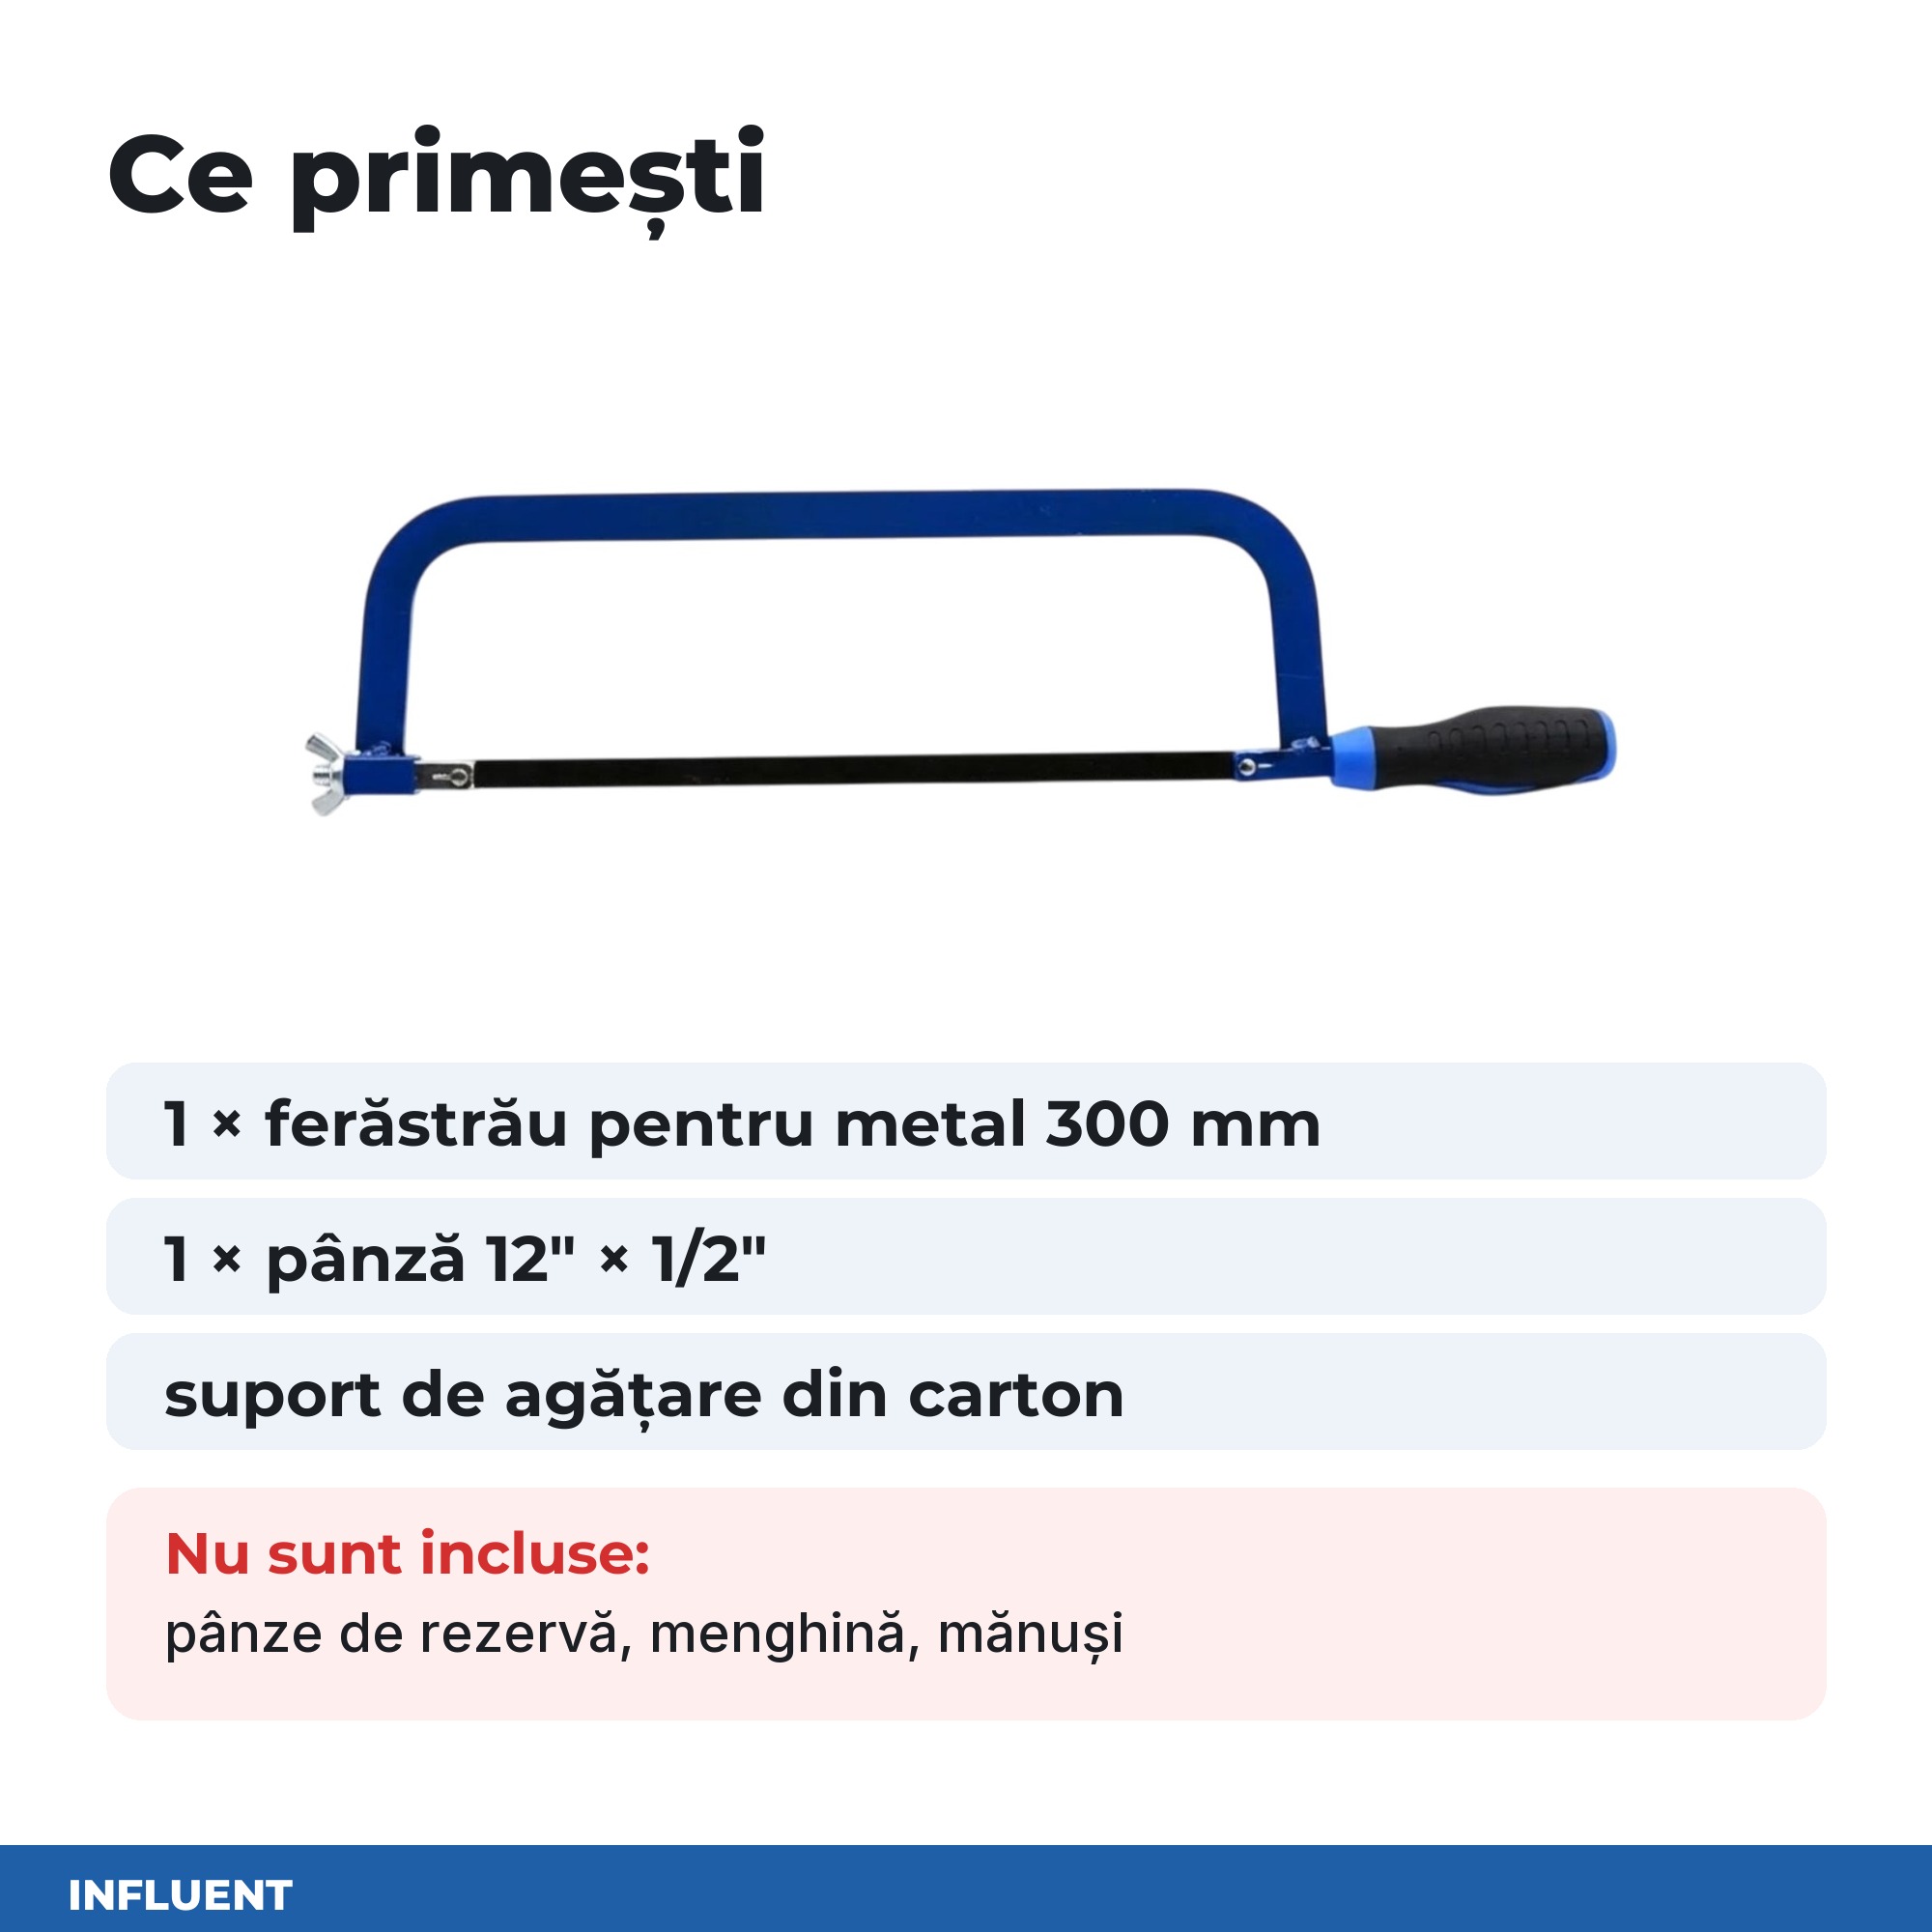 Ce primești
1 × ferăstrău pentru metal 300 mm
1 × pânză 12" × 1/2"
suport de agățare din carton
Nu sunt incluse:
pânze de rezervă, menghină, mănuși
INFLUENT